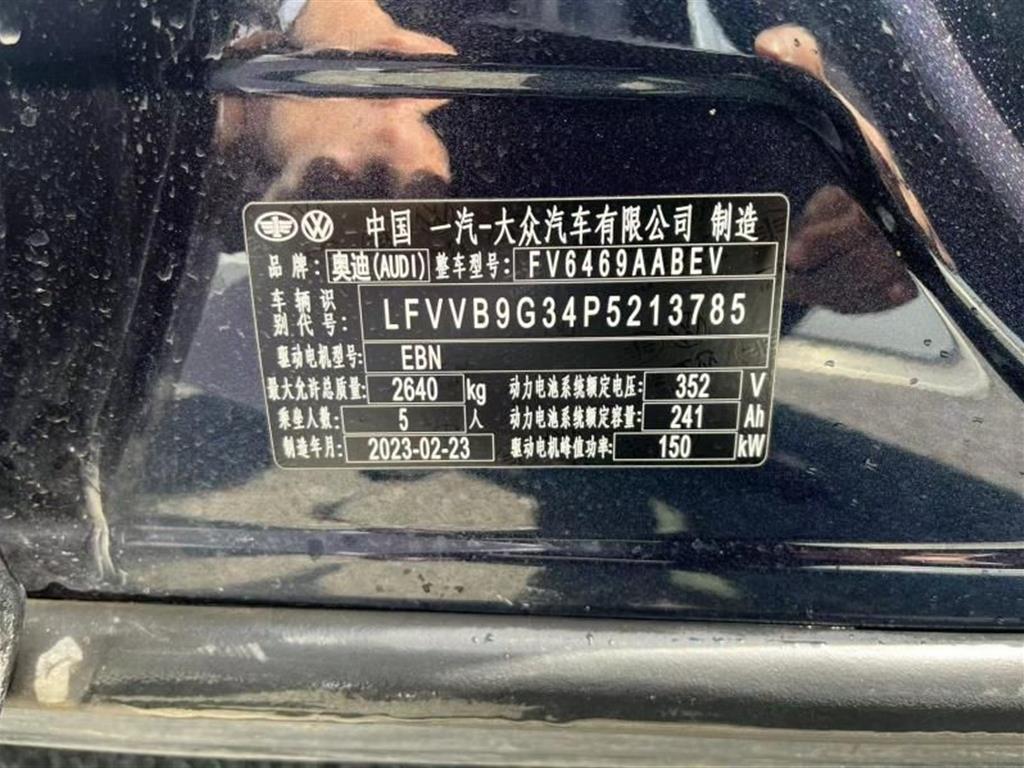 中国 一汽-大众汽车有限公司 制造
品牌: 奥迪(AUDI) 整车型号: FV6469AABEV
车辆识别代号: LFVVB9G34P5213785
驱动电机型号: EBN
最大允许总质量: 2640 kg 动力电池系统额定电压: 352 V
乘坐人数: 5 人 动力电池系统额定容量: 241 Ah
制造年月: 2023-02-23 驱动电机峰值功率: 150 kW